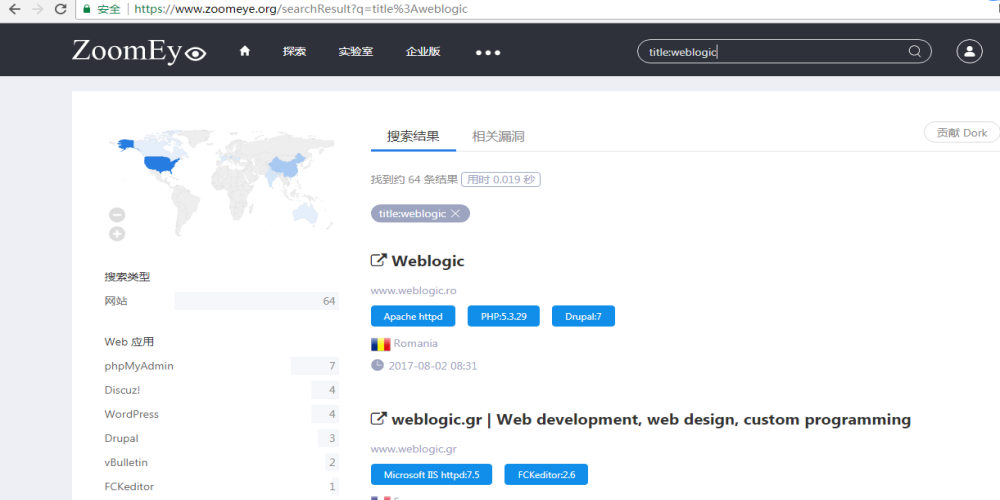 安全 https://www.zoomeye.org/searchResult?q=title%3Aweblogic
ZoomEye
探索 实验室 企业版 ●●● title:weblogic
搜索结果 相关漏洞 贡献 Dork
找到约 64 条结果 用时 0.019 秒
title:weblogic
Weblogic
www.weblogic.ro
Apache httpd PHP:5.3.29 Drupal:7
Romania
2017-08-02 08:31
weblogic.gr | Web development, web design, custom programming
www.weblogic.gr
Microsoft IIS httpd:7.5 FCKeditor:2.6
搜索类型
网站 64
Web 应用
phpMyAdmin 7
Discuz! 4
WordPress 4
Drupal 3
vBulletin 2
FCKeditor 1